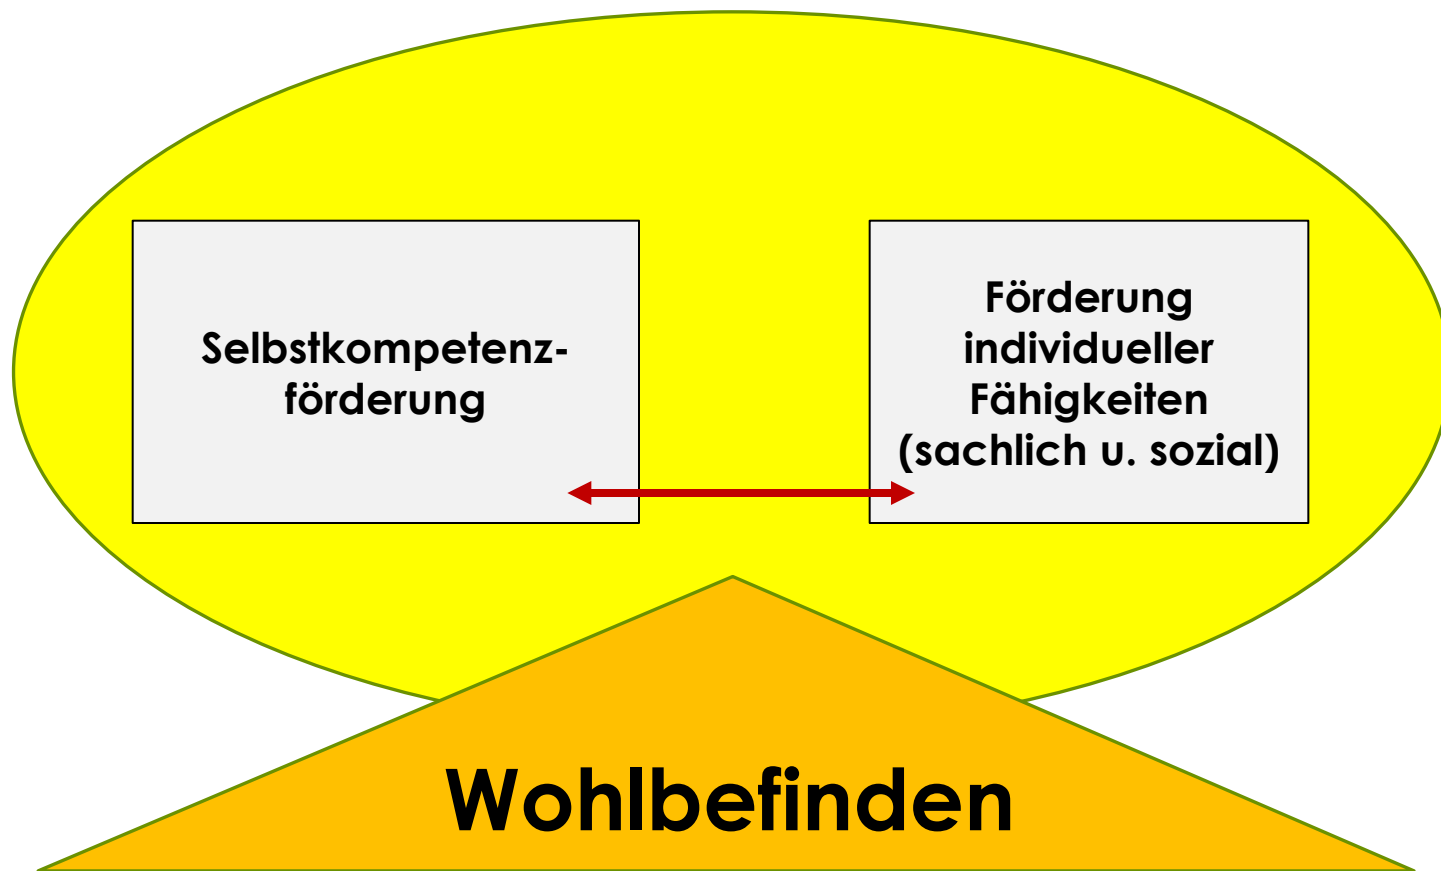 Selbstkompetenz-
förderung
Förderung
individueller
Fähigkeiten
(sachlich u. sozial)
Wohlbefinden